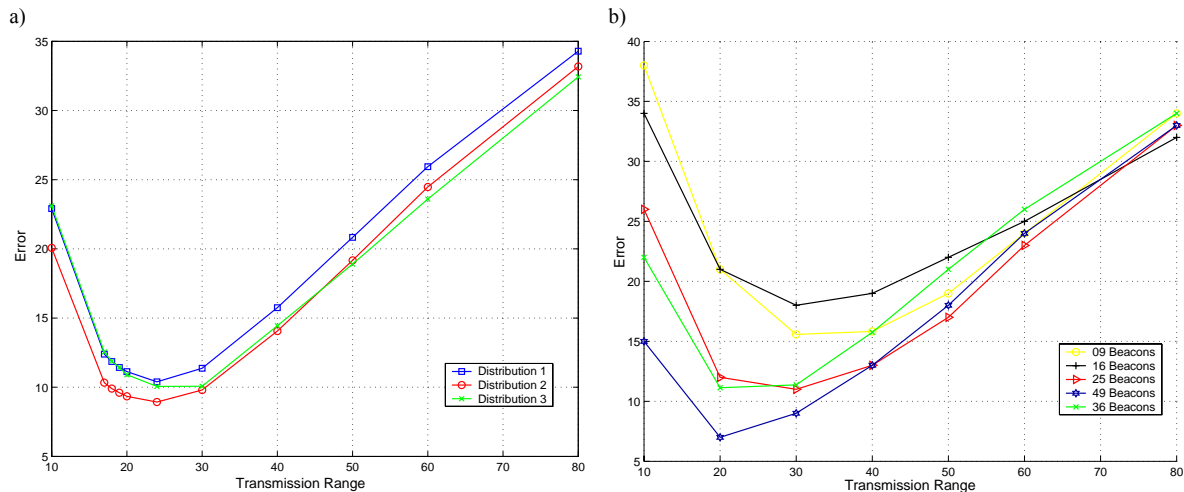 a)
35
30
25
20
15
10
5
Error
10 20 30 40 50 60 70 80
Transmission Range
Distribution 1
Distribution 2
Distribution 3
b)
40
35
30
25
20
15
10
5
Error
10 20 30 40 50 60 70 80
Transmission Range
09 Beacons
16 Beacons
25 Beacons
49 Beacons
36 Beacons